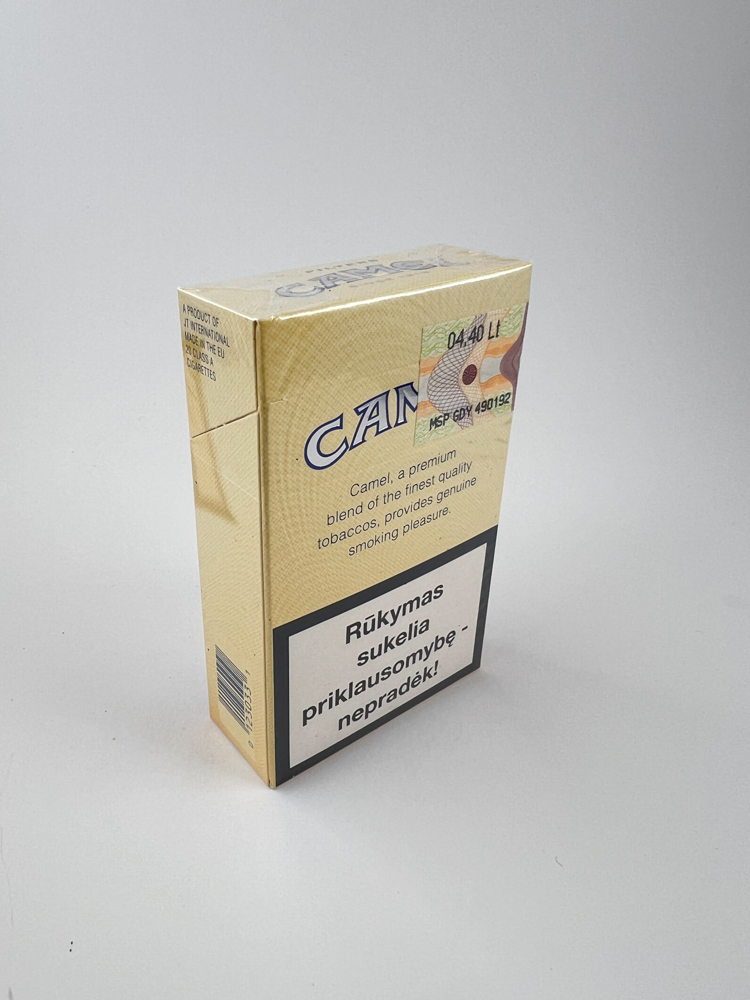 FILTERS
CAMEL
A PRODUCT OF
JT INTERNATIONAL
MADE IN THE EU
20 CLASS A
CIGARETTES
04.40 Lt
MSP GDY 490192
CAM
Camel, a premium
blend of the finest quality
tobaccos, provides genuine
smoking pleasure.
Rūkymas
sukelia
priklausomybę -
nepradėk!